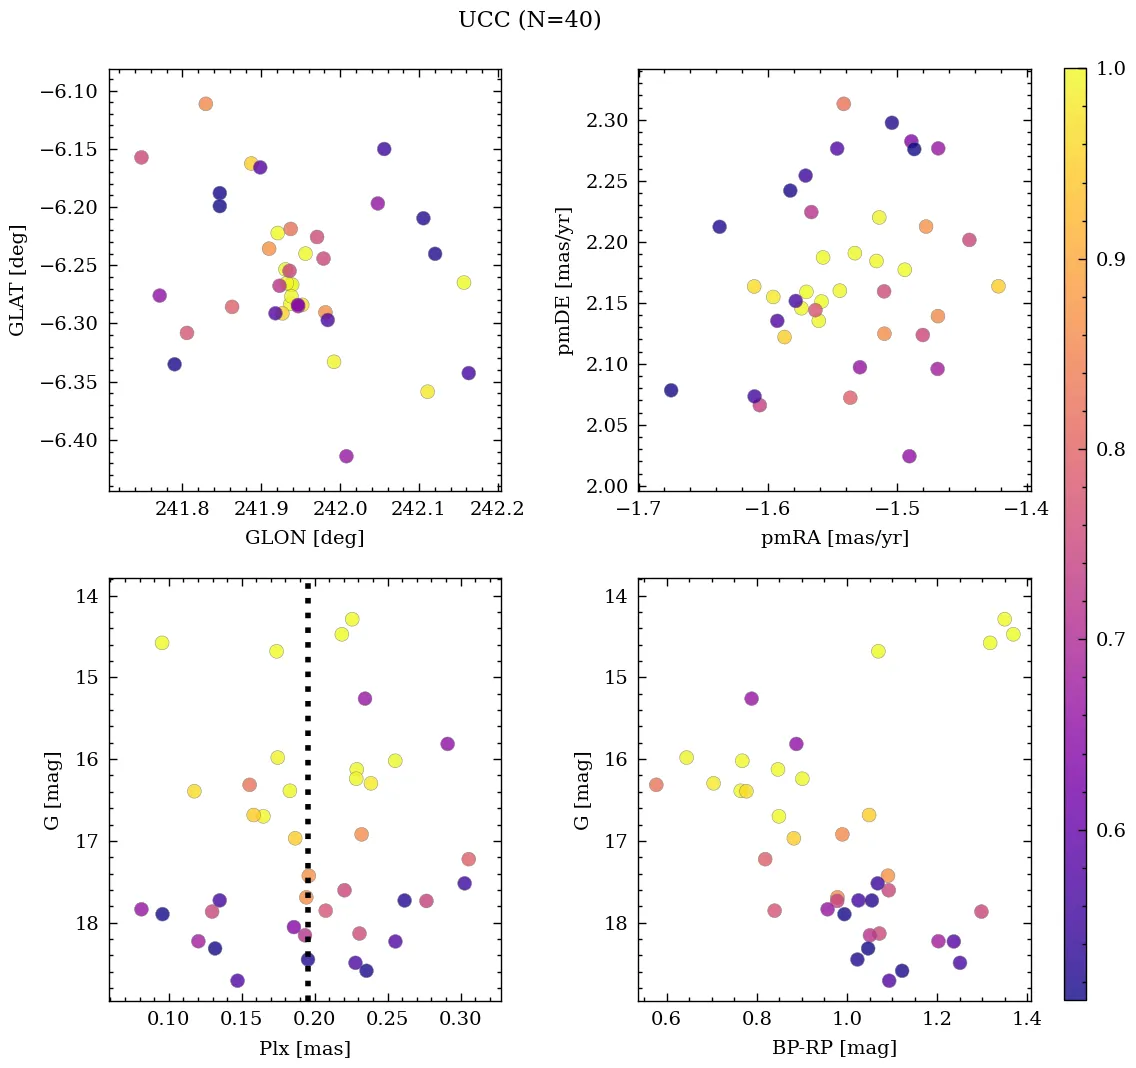 UCC (N=40)
−6.10
−6.15
−6.20
−6.25
−6.30
−6.35
−6.40
GLAT [deg]
241.8 241.9 242.0 242.1 242.2
GLON [deg]
2.30
2.25
2.20
2.15
2.10
2.05
2.00
pmDE [mas/yr]
−1.7 −1.6 −1.5 −1.4
pmRA [mas/yr]
1.0
0.9
0.8
0.7
0.6
14
15
16
17
18
G [mag]
0.10 0.15 0.20 0.25 0.30
Plx [mas]
14
15
16
17
18
G [mag]
0.6 0.8 1.0 1.2 1.4
BP-RP [mag]